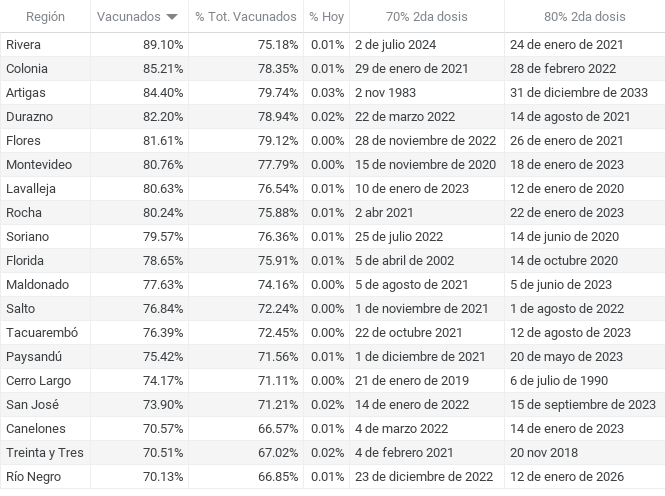 Región Vacunados % Tot. Vacunados % Hoy 70% 2da dosis 80% 2da dosis
Rivera 89.10% 75.18% 0.01% 2 de julio 2024 24 de enero de 2021
Colonia 85.21% 78.35% 0.01% 29 de enero de 2021 28 de febrero 2022
Artigas 84.40% 79.74% 0.03% 2 nov 1983 31 de diciembre de 2033
Durazno 82.20% 78.94% 0.02% 22 de marzo 2022 14 de agosto de 2021
Flores 81.61% 79.12% 0.00% 28 de noviembre de 2022 26 de enero de 2021
Montevideo 80.76% 77.79% 0.00% 15 de noviembre de 2020 18 de enero de 2023
Lavalleja 80.63% 76.54% 0.01% 10 de enero de 2023 12 de enero de 2020
Rocha 80.24% 75.88% 0.01% 2 abr 2021 22 de enero de 2023
Soriano 79.57% 76.36% 0.01% 25 de julio 2022 14 de junio de 2020
Florida 78.65% 75.91% 0.01% 5 de abril de 2002 14 de octubre 2020
Maldonado 77.63% 74.16% 0.00% 5 de agosto de 2021 5 de junio de 2023
Salto 76.84% 72.24% 0.00% 1 de noviembre de 2021 1 de agosto de 2022
Tacuarembó 76.39% 72.45% 0.00% 22 de octubre 2021 12 de agosto de 2023
Paysandú 75.42% 71.56% 0.01% 1 de diciembre de 2021 20 de mayo de 2023
Cerro Largo 74.17% 71.11% 0.00% 21 de enero de 2019 6 de julio de 1990
San José 73.90% 71.21% 0.02% 14 de enero de 2022 15 de septiembre de 2023
Canelones 70.57% 66.57% 0.01% 4 de marzo 2022 14 de enero de 2023
Treinta y Tres 70.51% 67.02% 0.02% 4 de febrero 2021 20 nov 2018
Río Negro 70.13% 66.85% 0.01% 23 de diciembre de 2022 12 de enero de 2026